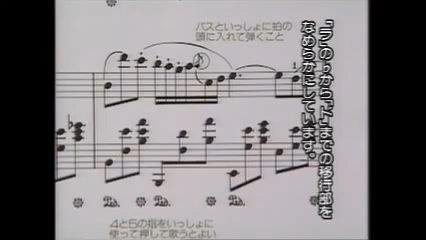 バスといっしょに拍の
頭に入れて弾くこと
「ラの♭から「ド」までの移行部を
なめらかにしています。
4と5の指をいっしょに
使って押して歌うとよい